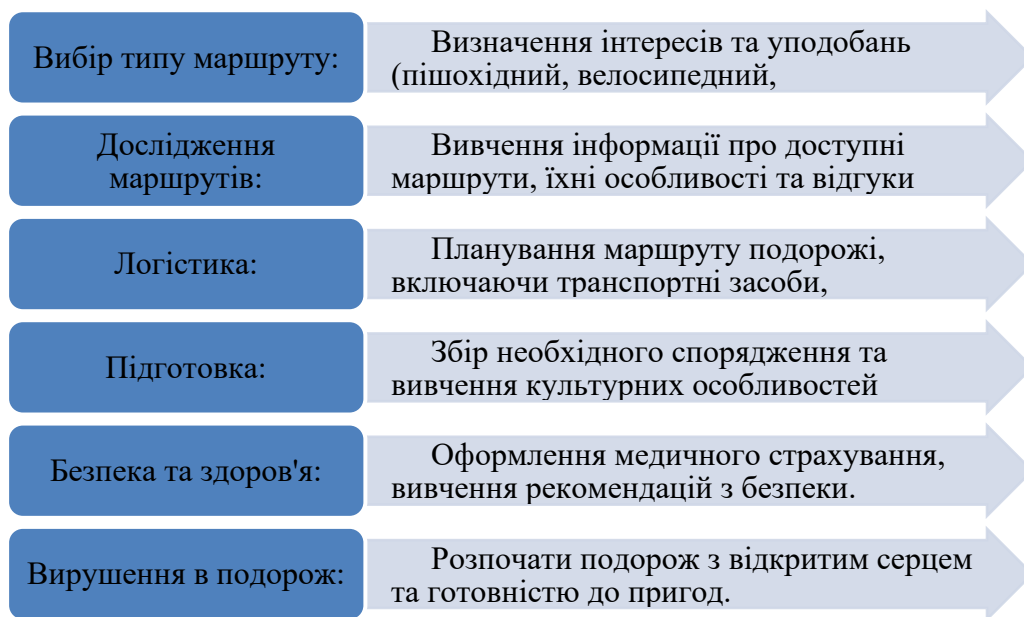 Вибір типу маршруту:
Визначення інтересів та уподобань
(пішохідний, велосипедний,
Дослідження
маршрутів:
Вивчення інформації про доступні
маршрути, їхні особливості та відгуки
Логістика:
Планування маршруту подорожі,
включаючи транспортні засоби,
Підготовка:
Збір необхідного спорядження та
вивчення культурних особливостей
Безпека та здоров'я:
Оформлення медичного страхування,
вивчення рекомендацій з безпеки.
Вирушення в подорож:
Розпочати подорож з відкритим серцем
та готовністю до пригод.